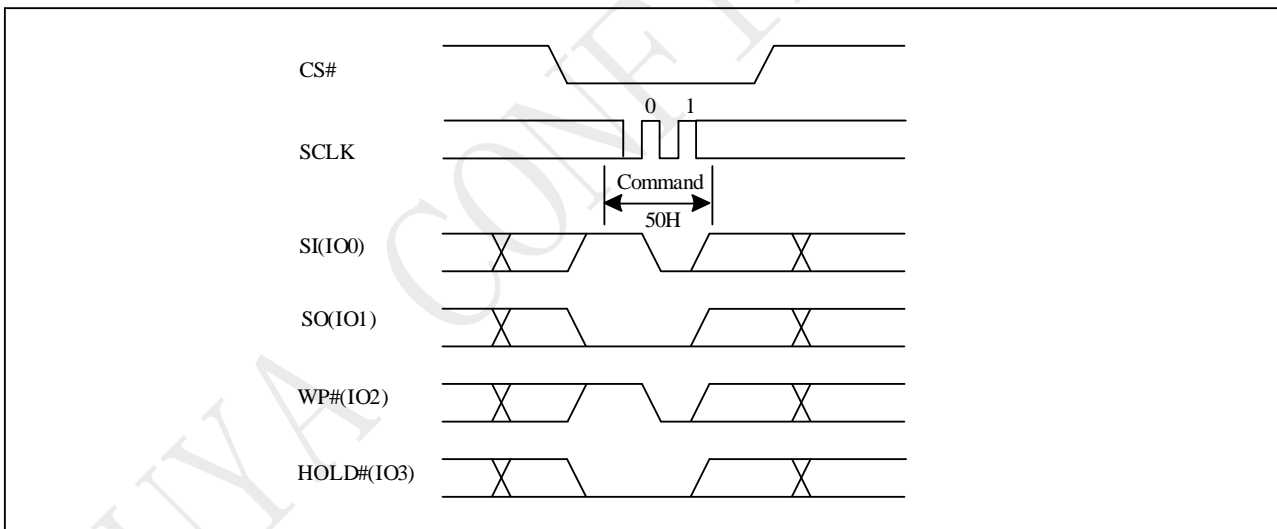 CS#
0 1
SCLK
Command
50H
SI(IO0)
SO(IO1)
WP#(IO2)
HOLD#(IO3)